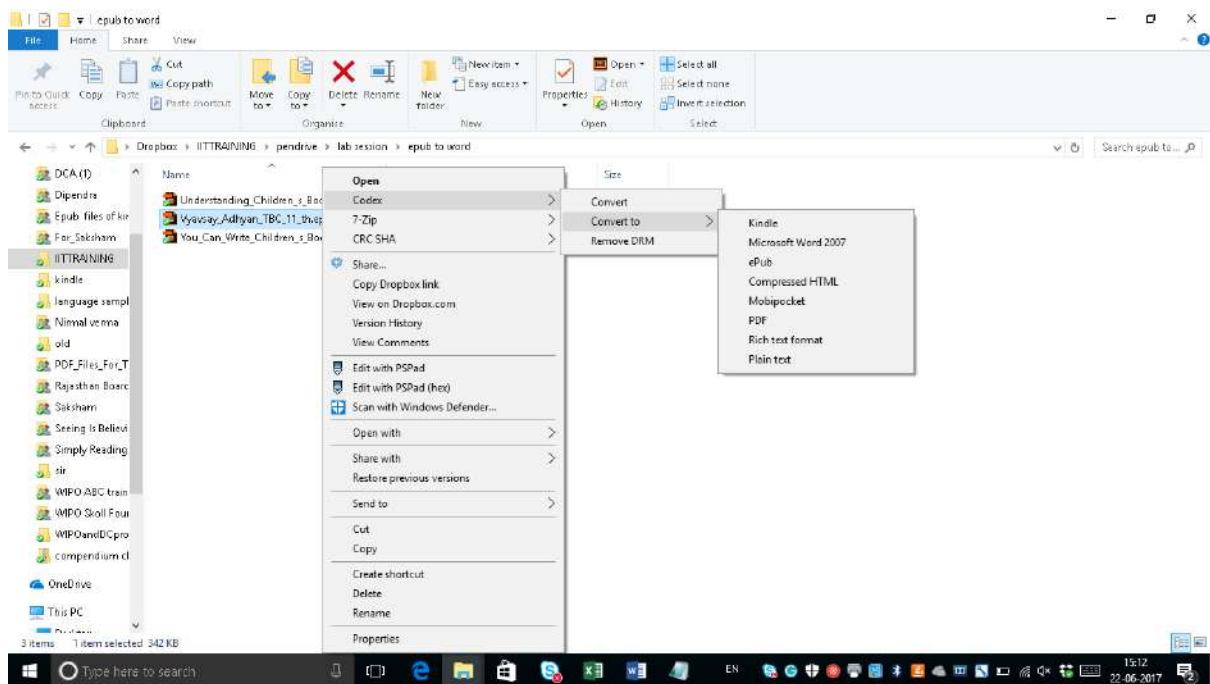 epub to word
File Home Share View
Pin to Quick access
Copy
Paste
Cut
Copy path
Paste shortcut
Clipboard
Move to
Copy to
Delete
Rename
Organise
New folder
New item
Easy access
New
Properties
Open
Edit
History
Open
Select all
Select none
Invert selection
Select
Dropbox > IITTRAINING > pendrive > lab session > epub to word
Search epub to...
DCA (1)
Dipendra
Epub files of kir
For_Saksham
IITTRAINING
kindle
language sampl
Nirmal verma
old
PDF_Files_For_T
Rajasthan Boarc
Saksham
Seeing Is Believi
Simply Reading
sir
WIPO ABC train
WIPO Skoll Four
WIPOandDCpro
compendium cl
OneDrive
This PC
Name
Size
Understanding_Children_s_Boo
Vyavsay_Adhyan_TBC_11_th.ep
You_Can_Write_Children_s_Bo
Open
Codex
7-Zip
CRC SHA
Share...
Copy Dropbox link
View on Dropbox.com
Version History
View Comments
Edit with PSPad
Edit with PSPad (hex)
Scan with Windows Defender...
Open with
Share with
Restore previous versions
Send to
Cut
Copy
Create shortcut
Delete
Rename
Properties
Convert
Convert to
Remove DRM
Kindle
Microsoft Word 2007
ePub
Compressed HTML
Mobipocket
PDF
Rich text format
Plain text
3 items 1 item selected 342 KB
Type here to search
EN
15:12
22-06-2017